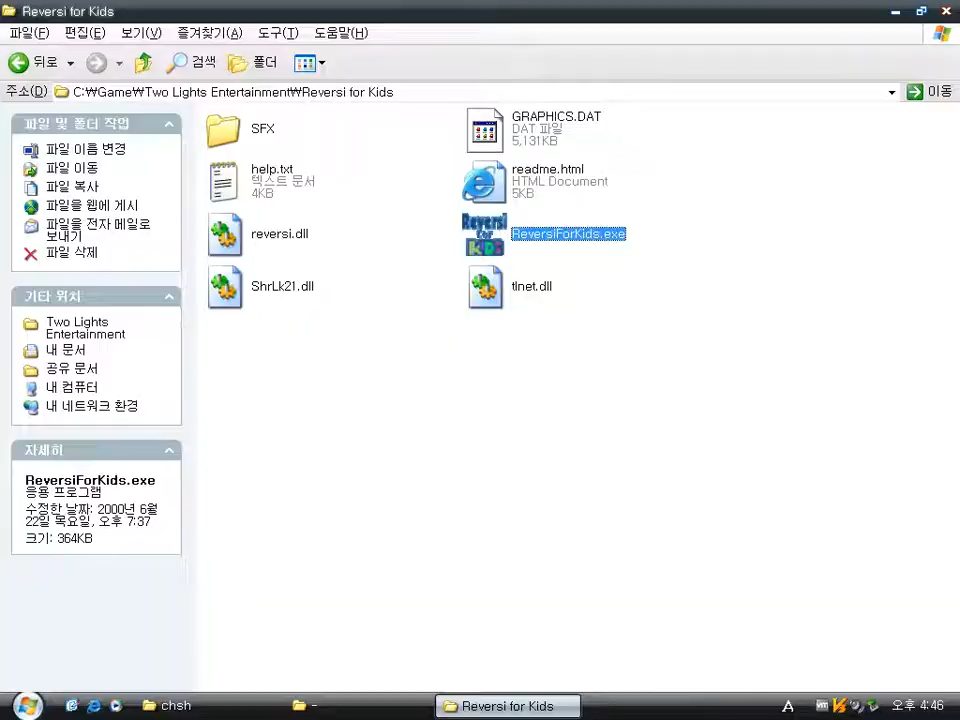 Reversi for Kids
파일(F) 편집(E) 보기(V) 즐겨찾기(A) 도구(T) 도움말(H)
뒤로 검색 폴더
주소(D) C:₩Game₩Two Lights Entertainment₩Reversi for Kids 이동
파일 및 폴더 작업
파일 이름 변경
파일 이동
파일 복사
파일을 웹에 게시
파일을 전자 메일로
보내기
파일 삭제
기타 위치
Two Lights
Entertainment
내 문서
공유 문서
내 컴퓨터
내 네트워크 환경
자세히
ReversiForKids.exe
응용 프로그램
수정한 날짜: 2000년 6월
22일 목요일, 오후 7:37
크기: 364KB
SFX
GRAPHICS.DAT
DAT 파일
5,131KB
help.txt
텍스트 문서
4KB
readme.html
HTML Document
5KB
reversi.dll
Reversi
for
KiDs
ReversiForKids.exe
ShrLk21.dll
tlnet.dll
chsh - Reversi for Kids A 오후 4:46